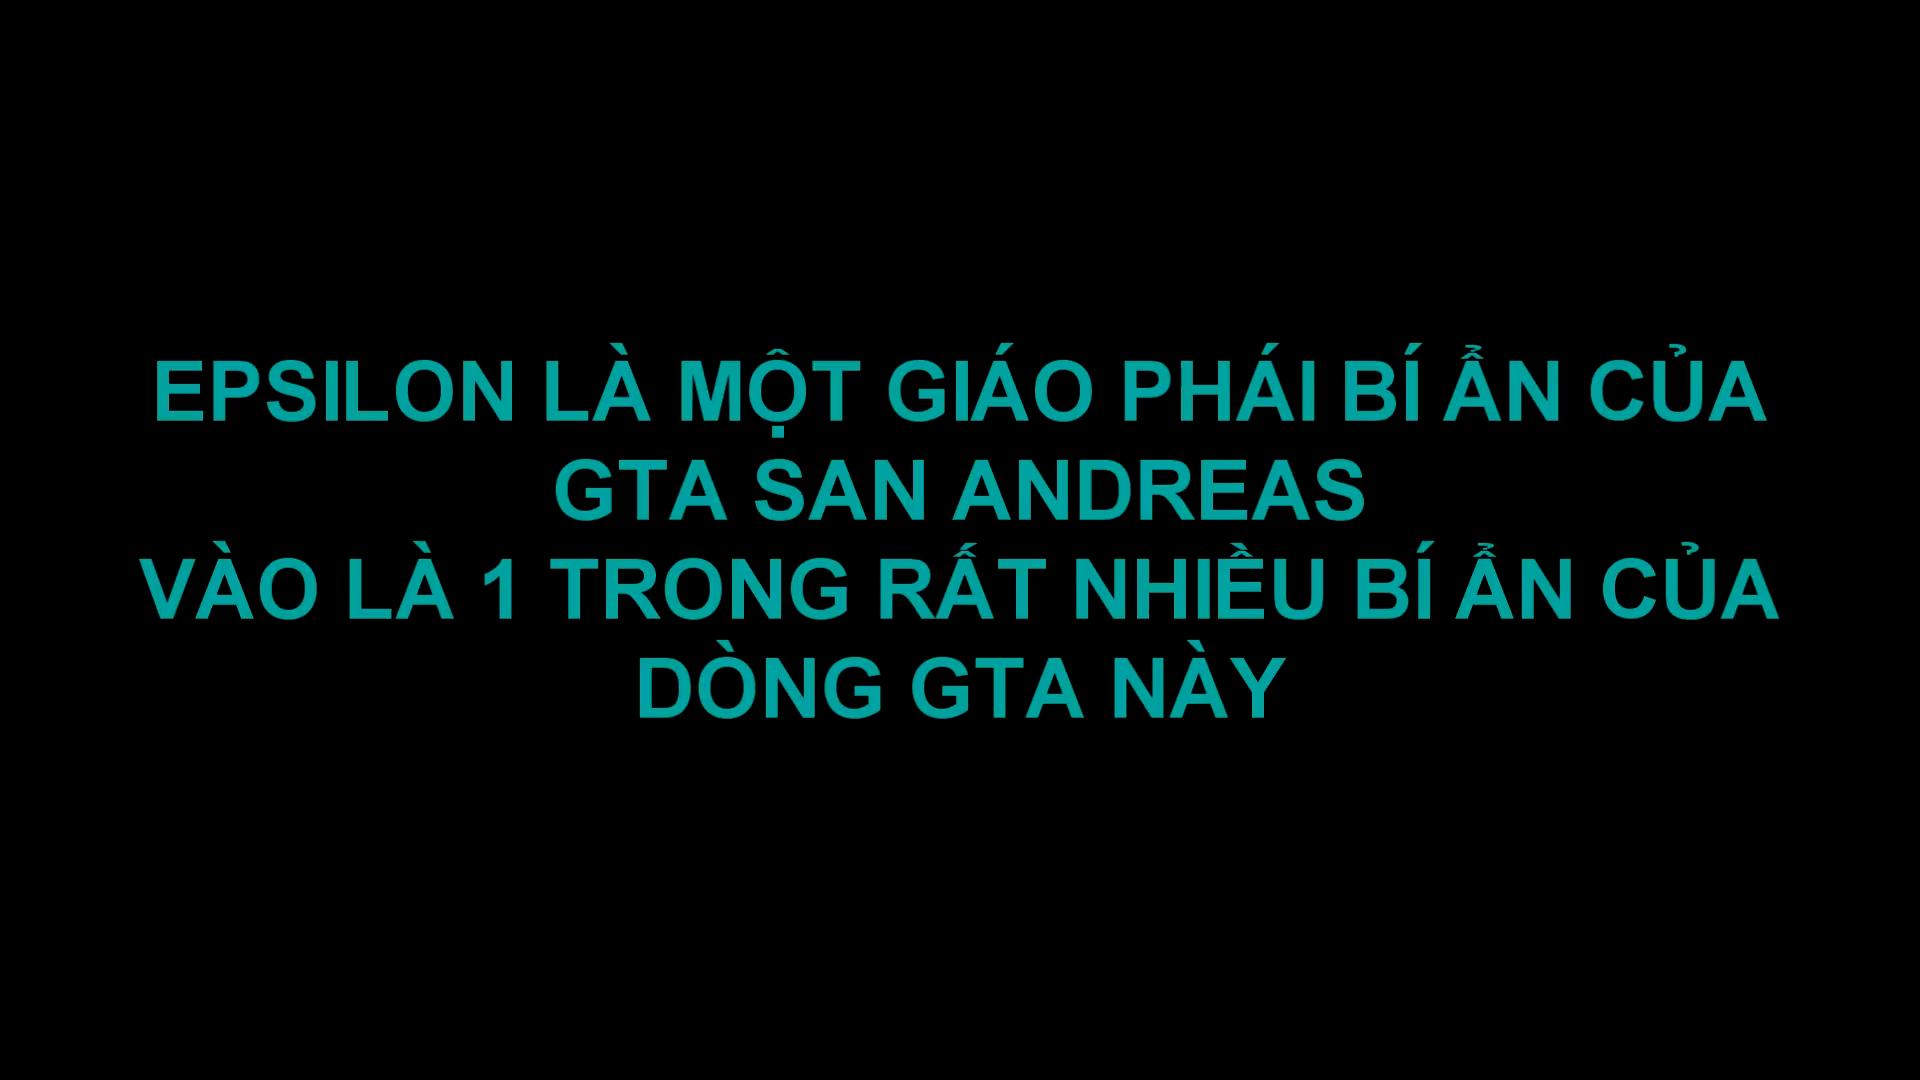 EPSILON LÀ MỘT GIÁO PHÁI BÍ ẨN CỦA
GTA SAN ANDREAS
VÀO LÀ 1 TRONG RẤT NHIỀU BÍ ẨN CỦA
DÒNG GTA NÀY